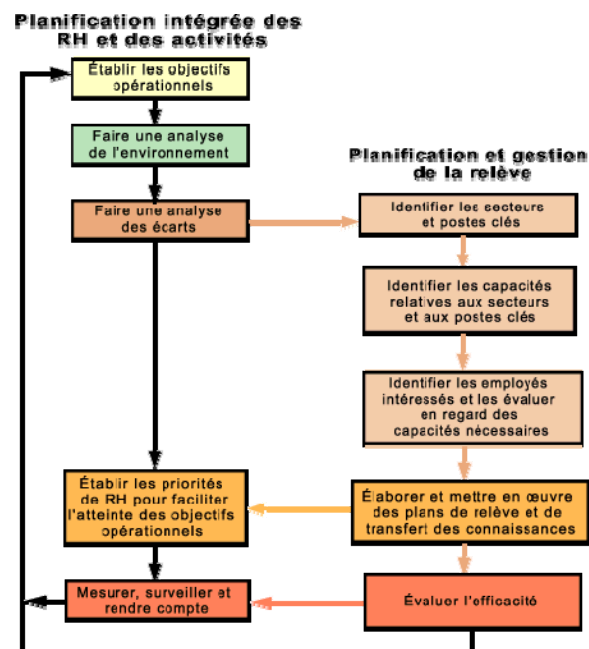 Planification intégrée des
RH et des activités
Établir les objectifs
opérationnels
Faire une analyse
de l'environnement
Faire une analyse
des écarts
Établir les priorités
de RH pour faciliter
l'atteinte des objectifs
opérationnels
Mesurer, surveiller et
rendre compte
Planification et gestion
de la relève
Identifier les secteurs
et postes clés
Identifier les capacités
relatives aux secteurs
et aux postes clés
Identifier les employés
intéressés et les évaluer
en regard des
capacités nécessaires
Élaborer et mettre en œuvre
des plans de relève et de
transfert des connaissances
Évaluer l'efficacité